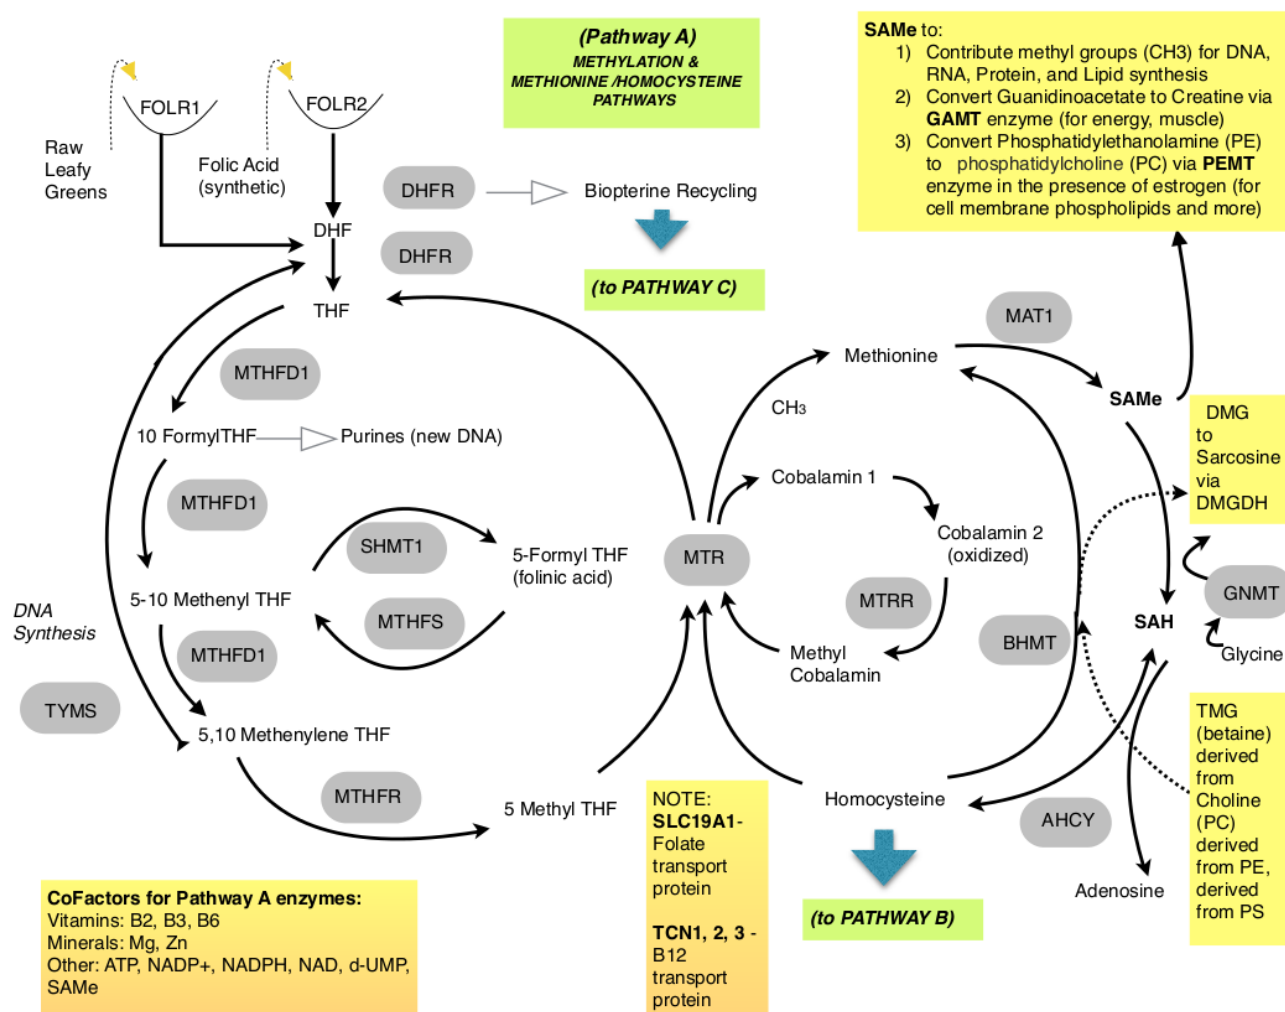 (Pathway A)
METHYLATION &
METHIONINE /HOMOCYSTEINE
PATHWAYS
SAMe to:
1) Contribute methyl groups (CH3) for DNA,
RNA, Protein, and Lipid synthesis
2) Convert Guanidinoacetate to Creatine via
GAMT enzyme (for energy, muscle)
3) Convert Phosphatidylethanolamine (PE)
to phosphatidylcholine (PC) via PEMT
enzyme in the presence of estrogen (for
cell membrane phospholipids and more)
FOLR1
FOLR2
Raw
Leafy
Greens
Folic Acid
(synthetic)
DHFR
Biopterine Recycling
DHF
DHFR
(to PATHWAY C)
THF
MTHFD1
10 FormylTHF
Purines (new DNA)
MTHFD1
SHMT1
5-Formyl THF
(folinic acid)
5-10 Methenyl THF
MTHFS
DNA
Synthesis
MTHFD1
TYMS
5,10 Methenylene THF
MTHFR
5 Methyl THF
MAT1
Methionine
CH3
SAMe
Cobalamin 1
Cobalamin 2
(oxidized)
MTR
MTRR
Methyl
Cobalamin
BHMT
SAH
DMG
to
Sarcosine
via
DMGDH
GNMT
Glycine
TMG
(betaine)
derived
from
Choline
(PC)
derived
from PE,
derived
from PS
Homocysteine
AHCY
Adenosine
(to PATHWAY B)
NOTE:
SLC19A1-
Folate
transport
protein
TCN1, 2, 3 -
B12
transport
protein
CoFactors for Pathway A enzymes:
Vitamins: B2, B3, B6
Minerals: Mg, Zn
Other: ATP, NADP+, NADPH, NAD, d-UMP,
SAMe